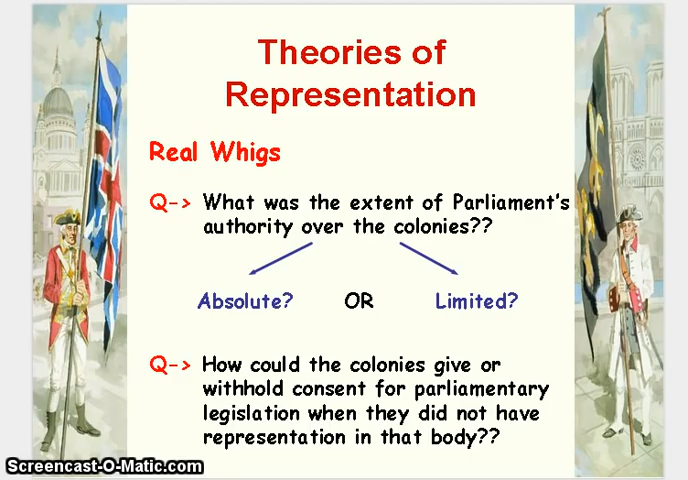 Theories of
Representation
Real Whigs
Q-> What was the extent of Parliament's
authority over the colonies??
Absolute? OR Limited?
Q-> How could the colonies give or
withhold consent for parliamentary
legislation when they did not have
representation in that body??
Screencast-O-Matic.com